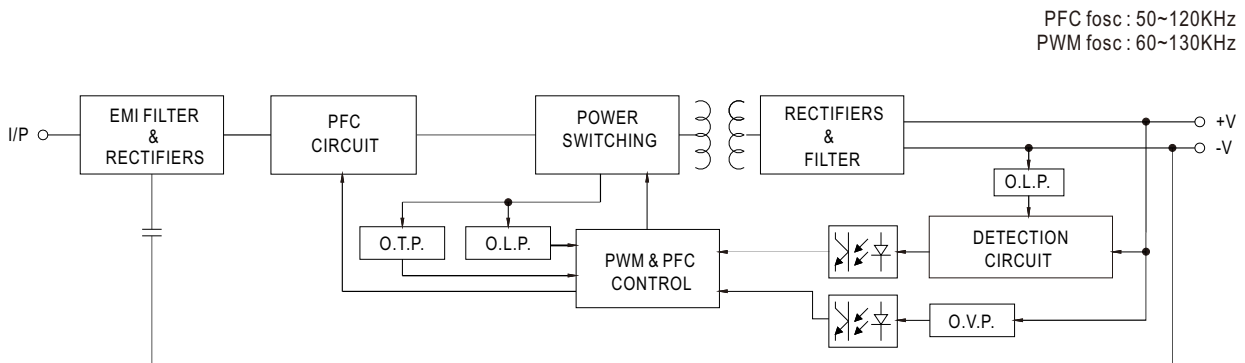 PFC fosc : 50~120KHz
PWM fosc : 60~130KHz
I/P
EMI FILTER
&
RECTIFIERS
PFC
CIRCUIT
POWER
SWITCHING
RECTIFIERS
&
FILTER
+V
-V
O.L.P.
O.T.P.
O.L.P.
PWM & PFC
CONTROL
DETECTION
CIRCUIT
O.V.P.